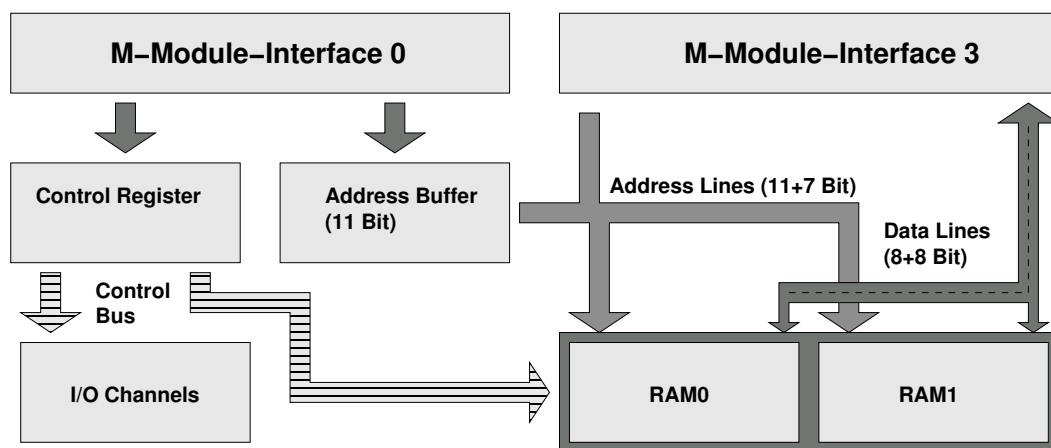 M−Module−Interface 0
M−Module−Interface 3
Control Register
Address Buffer
(11 Bit)
Address Lines (11+7 Bit)
Data Lines
(8+8 Bit)
Control
Bus
I/O Channels
RAM0
RAM1